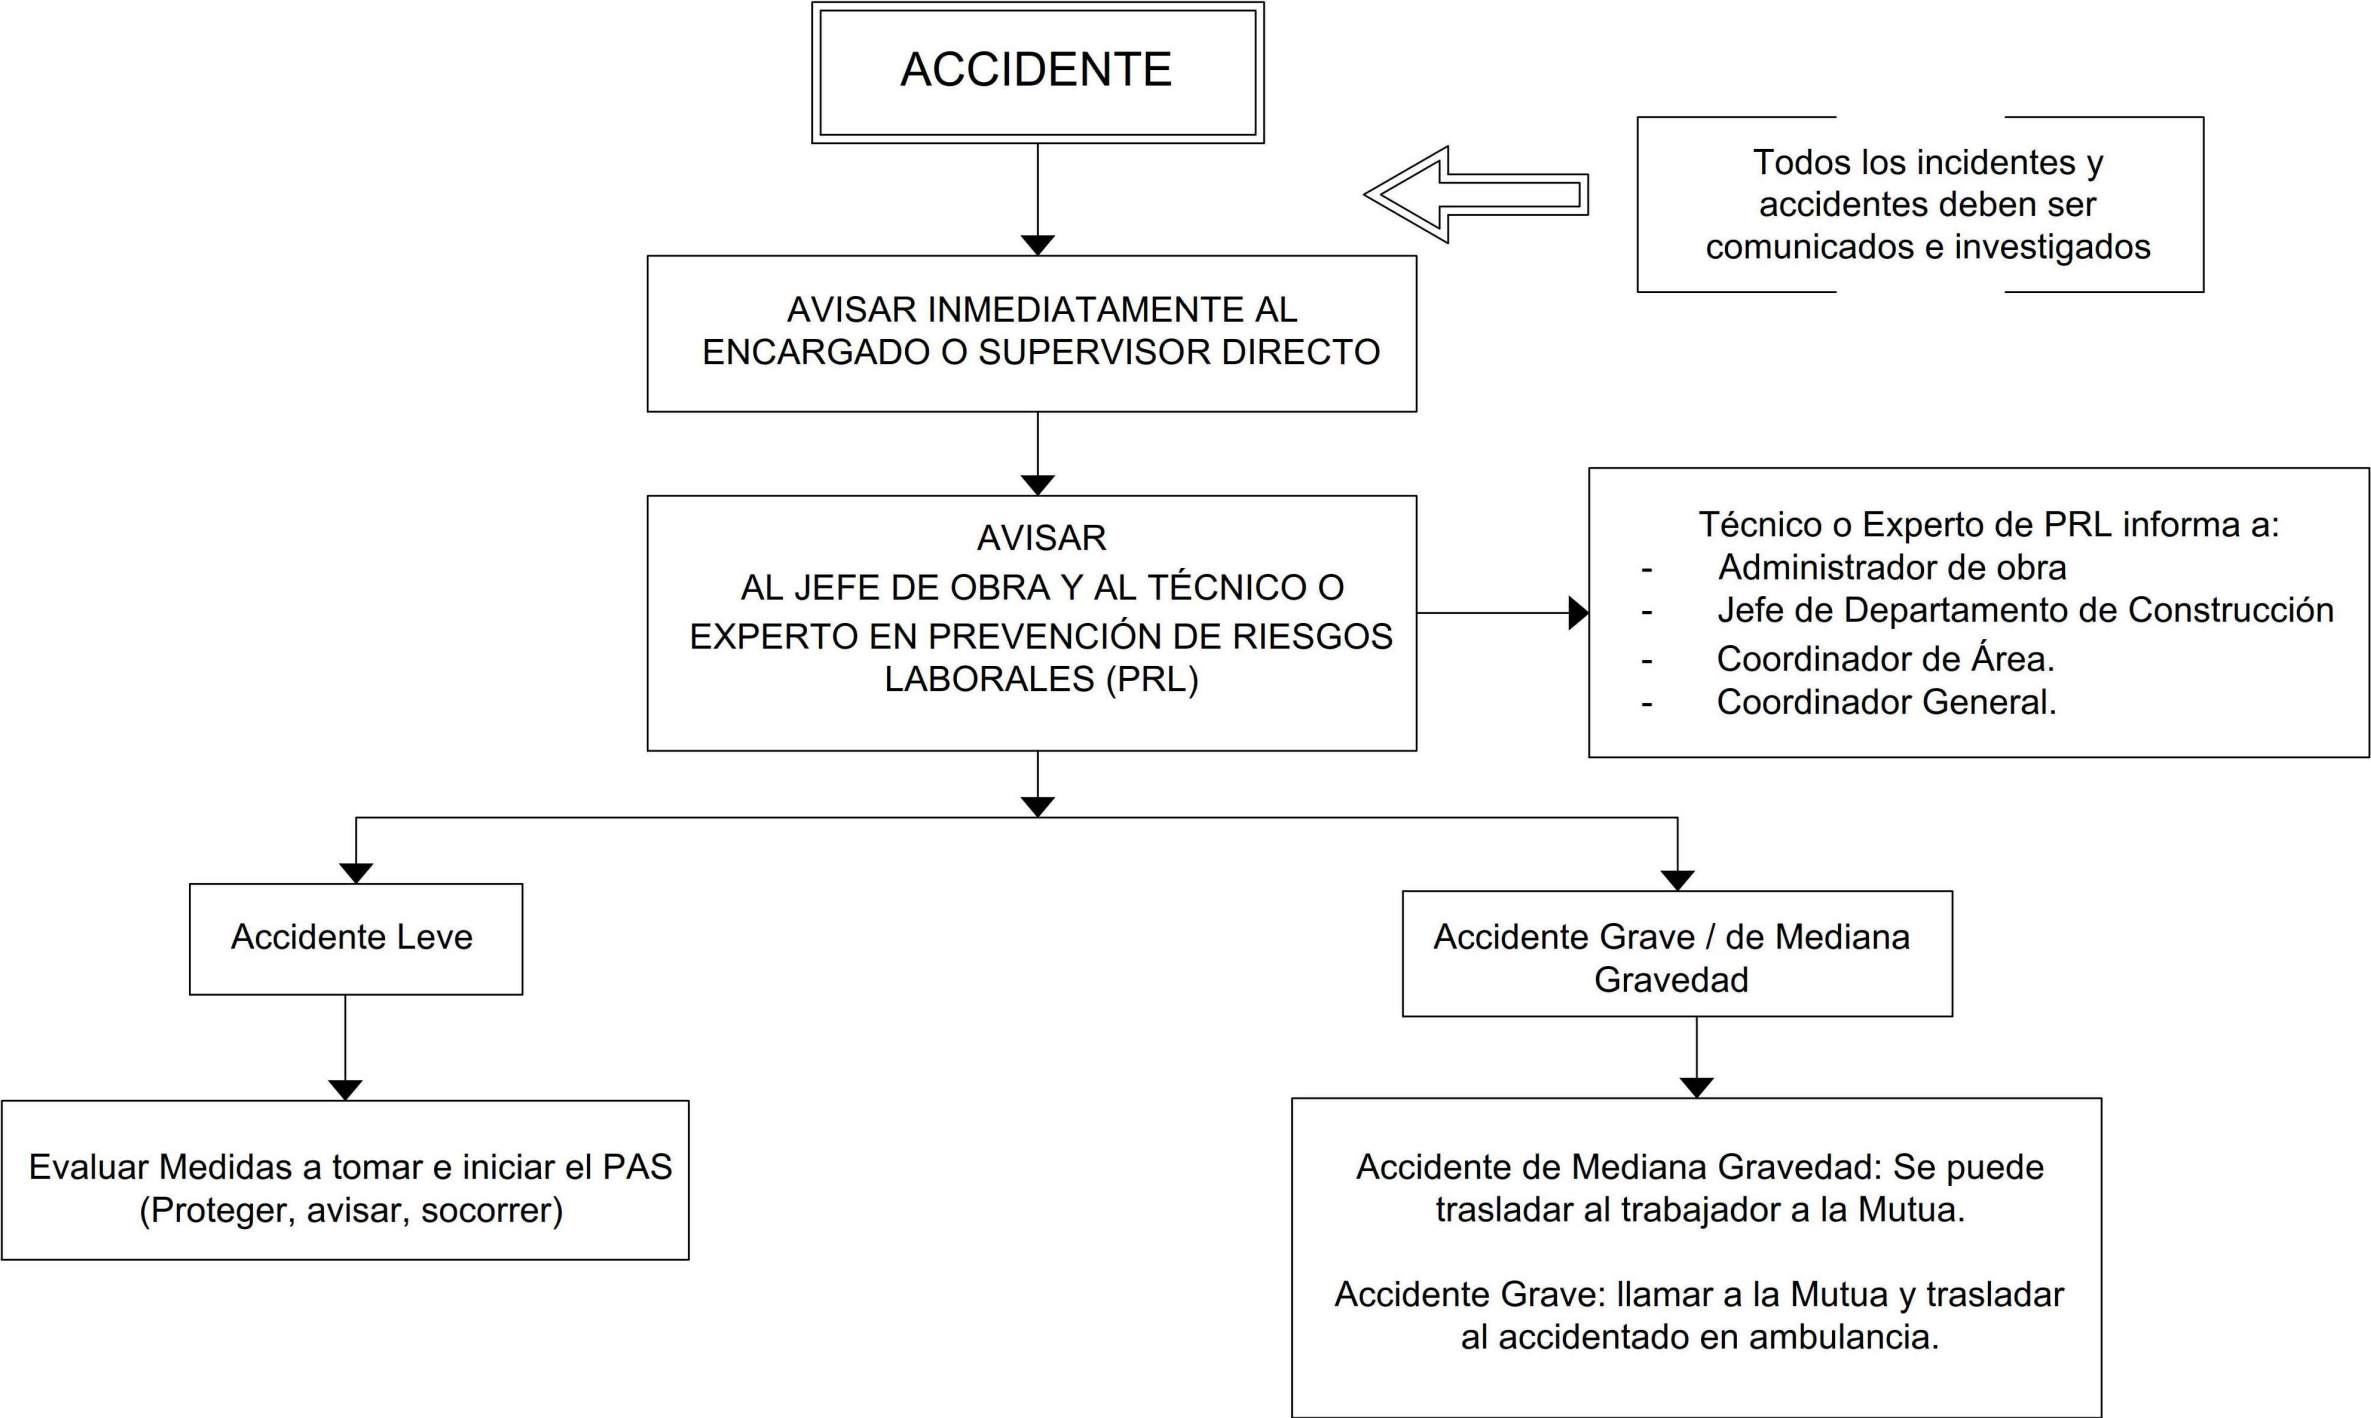 ACCIDENTE
Todos los incidentes y
accidentes deben ser
comunicados e investigados
AVISAR INMEDIATAMENTE AL
ENCARGADO O SUPERVISOR DIRECTO
AVISAR
AL JEFE DE OBRA Y AL TÉCNICO O
EXPERTO EN PREVENCIÓN DE RIESGOS
LABORALES (PRL)
Técnico o Experto de PRL informa a:
- Administrador de obra
- Jefe de Departamento de Construcción
- Coordinador de Área.
- Coordinador General.
Accidente Leve
Accidente Grave / de Mediana
Gravedad
Evaluar Medidas a tomar e iniciar el PAS
(Proteger, avisar, socorrer)
Accidente de Mediana Gravedad: Se puede
trasladar al trabajador a la Mutua.
Accidente Grave: llamar a la Mutua y trasladar
al accidentado en ambulancia.